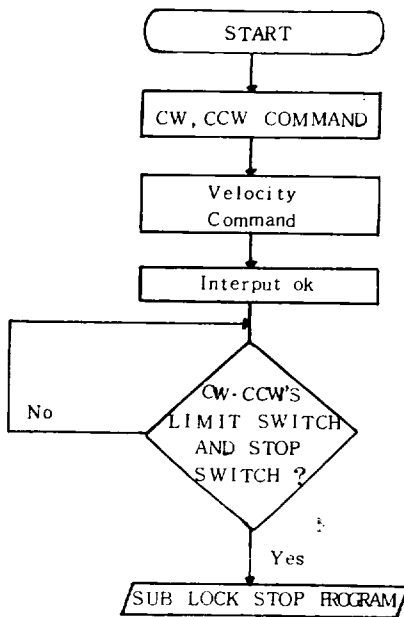 START
CW, CCW COMMAND
Velocity
Command
Interput ok
CW-CCW'S
LIMIT SWITCH
AND STOP
SWITCH ?
No
Yes
SUB LOCK STOP PROGRAM